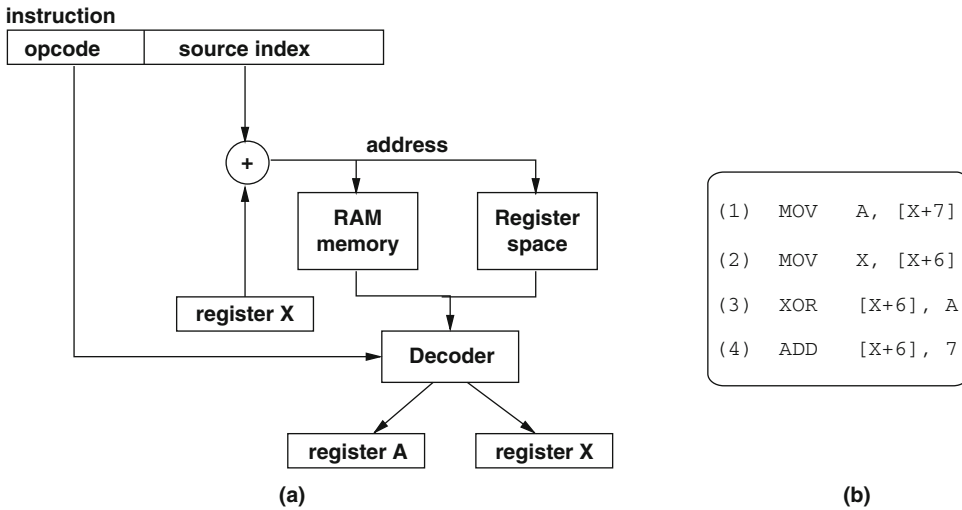 instruction
opcode source index
+
address
RAM
memory
Register
space
register X
Decoder
register A
register X
(a)
(1) MOV A, [X+7]
(2) MOV X, [X+6]
(3) XOR [X+6], A
(4) ADD [X+6], 7
(b)